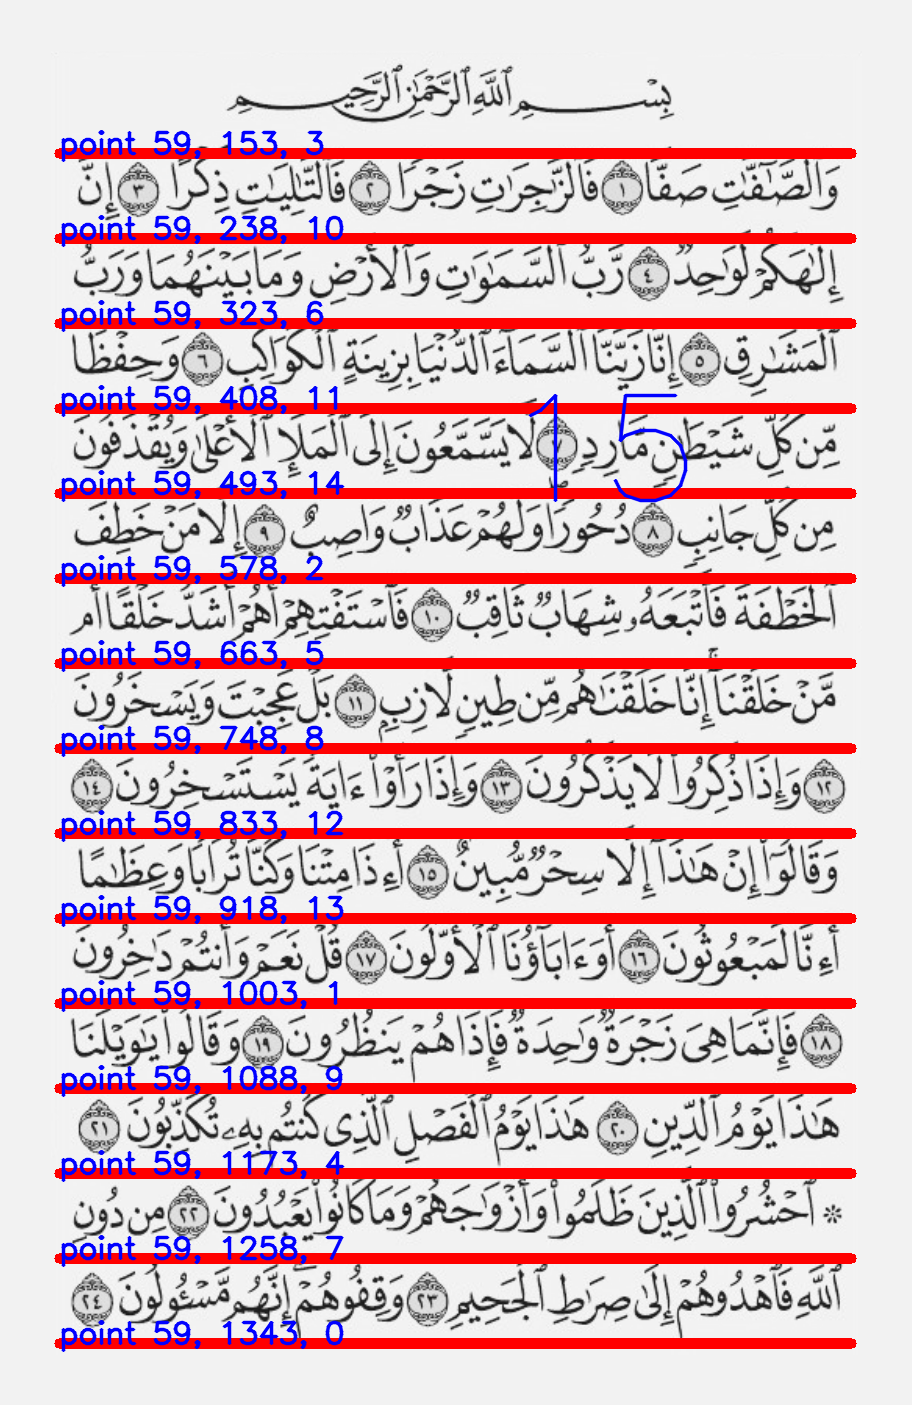 بِسْمِ ٱللَّهِ ٱلرَّحْمَٰنِ ٱلرَّحِيمِ
point 59, 153, 3
وَٱلصَّٰٓفَّٰتِ صَفًّا ١ فَٱلزَّٰجِرَٰتِ زَجْرًا ٢ فَٱلتَّٰلِيَٰتِ ذِكْرًا ٣ إِنَّ
point 59, 238, 10
إِلَٰهَكُمْ لَوَٰحِدٌ ٤ رَّبُّ ٱلسَّمَٰوَٰتِ وَٱلْأَرْضِ وَمَا بَيْنَهُمَا وَرَبُّ
point 59, 323, 6
ٱلْمَشَٰرِقِ ٥ إِنَّا زَيَّنَّا ٱلسَّمَآءَ ٱلدُّنْيَا بِزِينَةٍ ٱلْكَوَاكِبِ ٦ وَحِفْظًا
point 59, 408, 11
15
مِّن كُلِّ شَيْطَٰنٍ مَّارِدٍ ٧ لَّا يَسَّمَّعُونَ إِلَى ٱلْمَلَإِ ٱلْأَعْلَىٰ وَيُقْذَفُونَ
point 59, 493, 14
مِن كُلِّ جَانِبٍ ٨ دُحُورًا وَلَهُمْ عَذَابٌ وَاصِبٌ ٩ إِلَّا مَنْ خَطِفَ
point 59, 578, 2
ٱلْخَطْفَةَ فَأَتْبَعَهُۥ شِهَابٌ ثَاقِبٌ ١٠ فَٱسْتَفْتِهِمْ أَهُمْ أَشَدُّ خَلْقًا أَم
point 59, 663, 5
مَّنْ خَلَقْنَآ ۚ إِنَّا خَلَقْنَٰهُم مِّن طِينٍ لَّازِبٍ ١١ بَلْ عَجِبْتَ وَيَسْخَرُونَ
point 59, 748, 8
١٢ وَإِذَا ذُكِّرُوا۟ لَا يَذْكُرُونَ ١٣ وَإِذَا رَأَوْا۟ ءَايَةً يَسْتَسْخِرُونَ ١٤
point 59, 833, 12
وَقَالُوٓا۟ إِنْ هَٰذَآ إِلَّا سِحْرٌ مُّبِينٌ ١٥ أَءِذَا مِتْنَا وَكُنَّا تُرَابًا وَعِظَٰمًا
point 59, 918, 13
أَءِنَّا لَمَبْعُوثُونَ ١٦ أَوَءَابَآؤُنَا ٱلْأَوَّلُونَ ١٧ قُلْ نَعَمْ وَأَنتُمْ دَٰخِرُونَ
point 59, 1003, 1
١٨ فَإِنَّمَا هِىَ زَجْرَةٌ وَٰحِدَةٌ فَإِذَا هُمْ يَنظُرُونَ ١٩ وَقَالُوا۟ يَٰوَيْلَنَا
point 59, 1088, 9
هَٰذَا يَوْمُ ٱلدِّينِ ٢٠ هَٰذَا يَوْمُ ٱلْفَصْلِ ٱلَّذِى كُنتُم بِهِۦ تُكَذِّبُونَ ٢١
point 59, 1173, 4
۞ ٱحْشُرُوا۟ ٱلَّذِينَ ظَلَمُوا۟ وَأَزْوَٰجَهُمْ وَمَا كَانُوا۟ يَعْبُدُونَ ٢٢ مِن دُونِ
point 59, 1258, 7
ٱللَّهِ فَٱهْدُوهُمْ إِلَىٰ صِرَٰطِ ٱلْجَحِيمِ ٢٣ وَقِفُوهُمْ إِنَّهُم مَّسْـُٔولُونَ ٢٤
point 59, 1343, 0